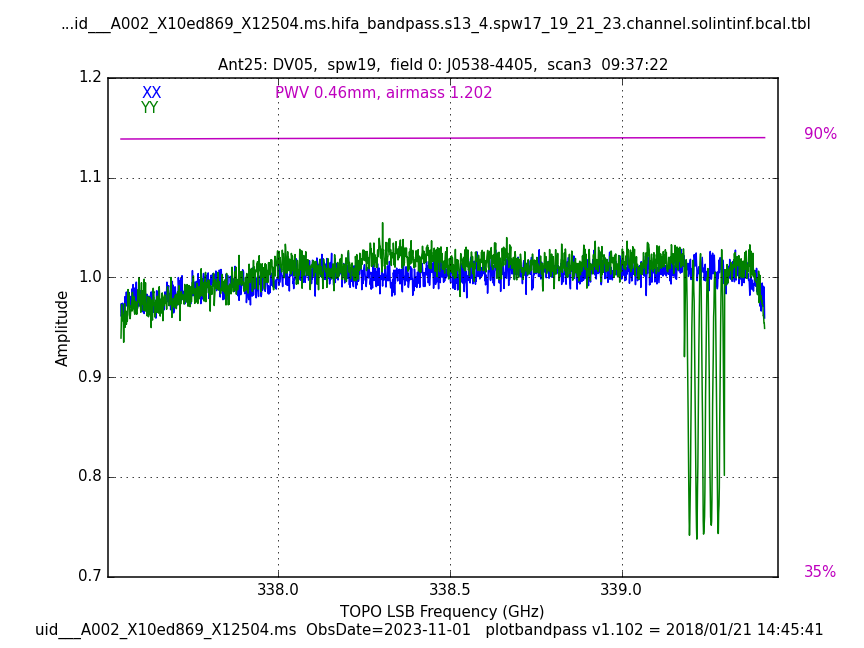 ...id___A002_X10ed869_X12504.ms.hifa_bandpass.s13_4.spw17_19_21_23.channel.solintinf.bcal.tbl
Ant25: DV05,  spw19,  field 0: J0538-4405,  scan3  09:37:22
1.2
XX
PWV 0.46mm, airmass 1.202
YY
90%
1.1
1.0
Amplitude
0.9
0.8
0.7
35%
338.0
338.5
339.0
TOPO LSB Frequency (GHz)
uid___A002_X10ed869_X12504.ms  ObsDate=2023-11-01   plotbandpass v1.102 = 2018/01/21 14:45:41